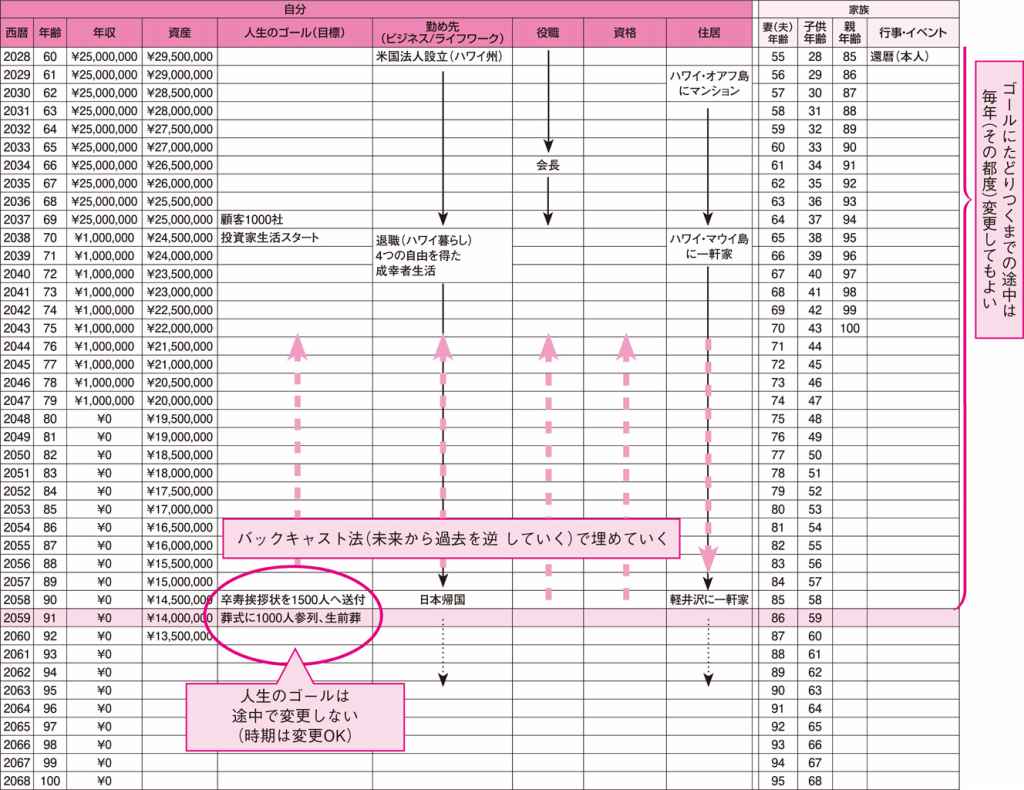 自分 家族
西暦 年齢 年収 資産 人生のゴール(目標) 勤め先(ビジネス/ライフワーク) 役職 資格 住居 妻(夫)年齢 子供年齢 親年齢 行事・イベント
2028 60 ¥25,000,000 ¥29,500,000 米国法人設立(ハワイ州) 55 28 85 還暦(本人)
2029 61 ¥25,000,000 ¥29,000,000 ハワイ・オアフ島 56 29 86
2030 62 ¥25,000,000 ¥28,500,000 にマンション 57 30 87
2031 63 ¥25,000,000 ¥28,000,000 58 31 88
2032 64 ¥25,000,000 ¥27,500,000 59 32 89
2033 65 ¥25,000,000 ¥27,000,000 60 33 90
2034 66 ¥25,000,000 ¥26,500,000 会長 61 34 91
2035 67 ¥25,000,000 ¥26,000,000 62 35 92
2036 68 ¥25,000,000 ¥25,500,000 63 36 93
2037 69 ¥25,000,000 ¥25,000,000 顧客1000社 64 37 94
2038 70 ¥1,000,000 ¥24,500,000 投資家生活スタート 退職(ハワイ暮らし) ハワイ・マウイ島 65 38 95
2039 71 ¥1,000,000 ¥24,000,000 4つの自由を得た に一軒家 66 39 96
2040 72 ¥1,000,000 ¥23,500,000 成幸者生活 67 40 97
2041 73 ¥1,000,000 ¥23,000,000 68 41 98
2042 74 ¥1,000,000 ¥22,500,000 69 42 99
2043 75 ¥1,000,000 ¥22,000,000 70 43 100
2044 76 ¥1,000,000 ¥21,500,000 71 44
2045 77 ¥1,000,000 ¥21,000,000 72 45
2046 78 ¥1,000,000 ¥20,500,000 73 46
2047 79 ¥1,000,000 ¥20,000,000 74 47
2048 80 ¥0 ¥19,500,000 75 48
2049 81 ¥0 ¥19,000,000 76 49
2050 82 ¥0 ¥18,500,000 77 50
2051 83 ¥0 ¥18,000,000 78 51
2052 84 ¥0 ¥17,500,000 79 52
2053 85 ¥0 ¥17,000,000 80 53
2054 86 ¥0 ¥16,500,000 81 54
2055 87 ¥0 ¥16,000,000 82 55
2056 88 ¥0 ¥15,500,000 83 56
2057 89 ¥0 ¥15,000,000 84 57
2058 90 ¥0 ¥14,500,000 卒寿挨拶状を1500人へ送付 日本帰国 軽井沢に一軒家 85 58
2059 91 ¥0 ¥14,000,000 葬式に1000人参列、生前葬 86 59
2060 92 ¥0 ¥13,500,000 87 60
2061 93 ¥0 88 61
2062 94 ¥0 89 62
2063 95 ¥0 90 63
2064 96 ¥0 91 64
2065 97 ¥0 92 65
2066 98 ¥0 93 66
2067 99 ¥0 94 67
2068 100 ¥0 95 68
バックキャスト法(未来から過去を逆 していく)で埋めていく
人生のゴールは
途中で変更しない
(時期は変更OK)
ゴールにたどりつくまでの途中は
毎年(その都度)変更してもよい